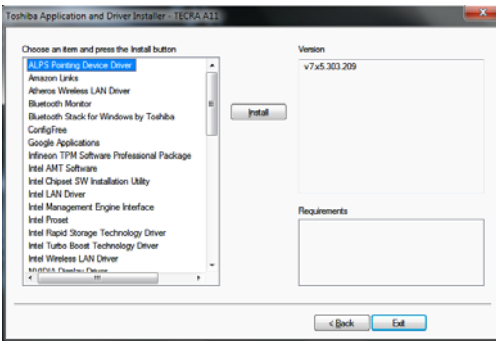 Toshiba Application and Driver Installer - TECRA A11
Choose an item and press the Install button
ALPS Pointing Device Driver
Amazon Links
Atheros Wireless LAN Driver
Bluetooth Monitor
Bluetooth Stack for Windows by Toshiba
ConfigFree
Google Applications
Infineon TPM Software Professional Package
Intel AMT Software
Intel Chipset SW Installation Utility
Intel LAN Driver
Intel Management Engine Interface
Intel Proset
Intel Rapid Storage Technology Driver
Intel Turbo Boost Technology Driver
Intel Wireless LAN Driver
NVIDIA Display Driver
Install
Version
v7.x5.303.209
Requirements
< Back
Exit